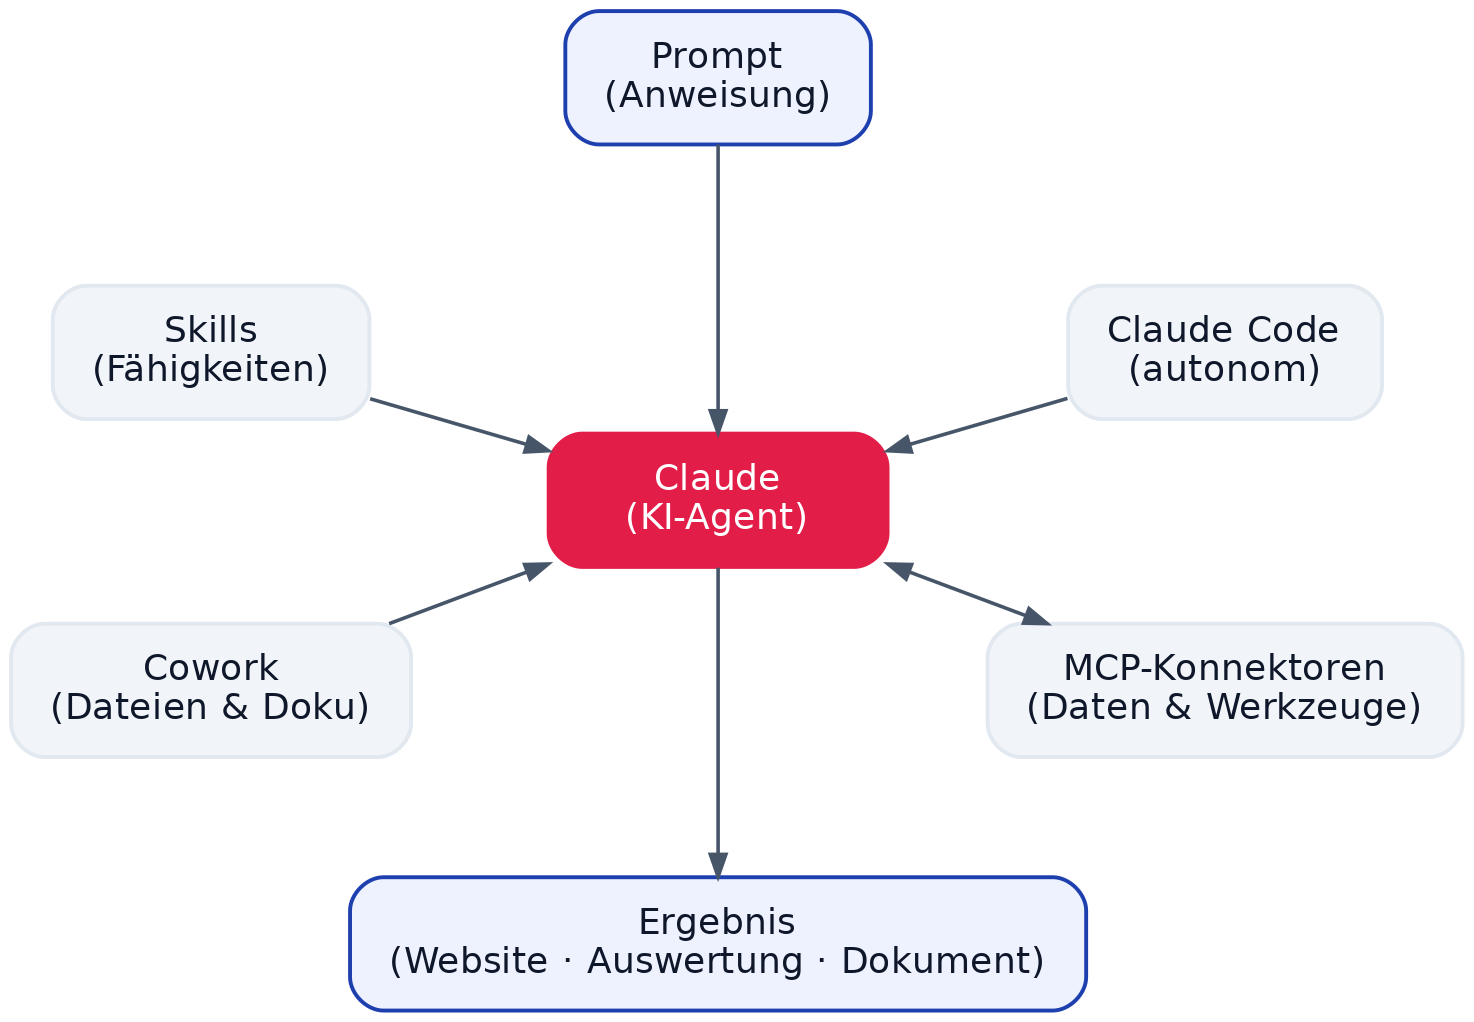 Prompt
(Anweisung)
Skills
(Fähigkeiten)
Claude Code
(autonom)
Claude
(KI-Agent)
Cowork
(Dateien & Doku)
MCP-Konnektoren
(Daten & Werkzeuge)
Ergebnis
(Website · Auswertung · Dokument)